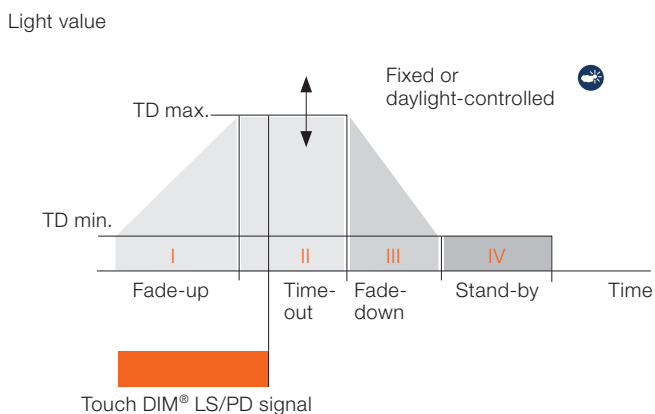 Light value
Fixed or
daylight-controlled
TD max.
TD min.
I
II
III
IV
Fade-up
Time-
out
Fade-
down
Stand-by
Time
Touch DIM® LS/PD signal